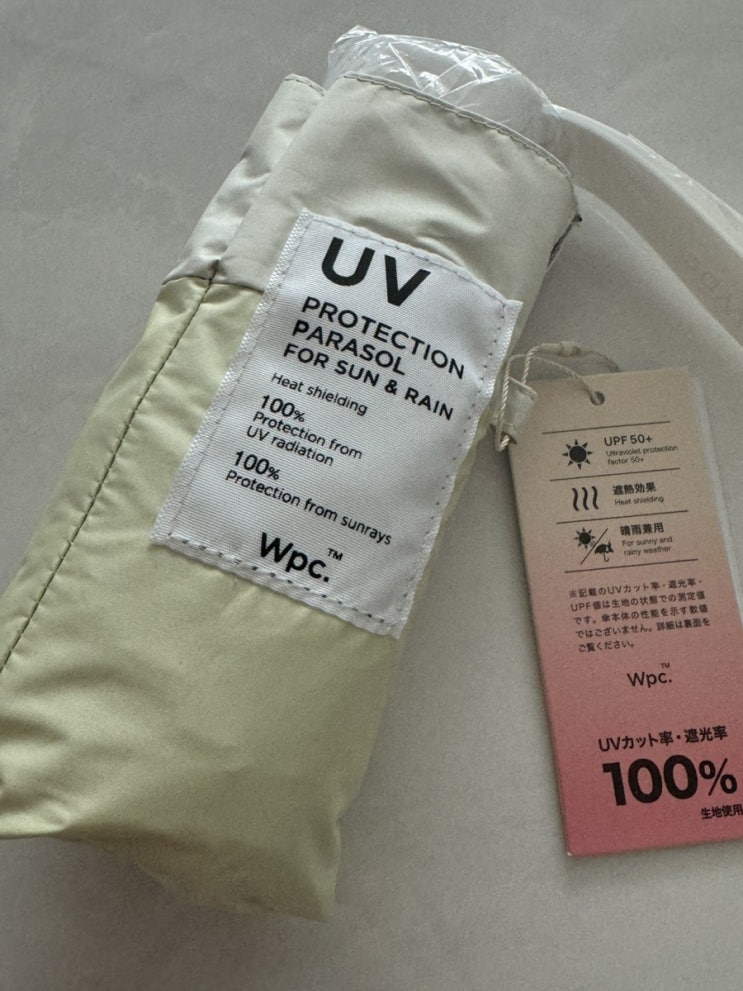 UV
PROTECTION
PARASOL
FOR SUN & RAIN
Heat shielding
100%
Protection from
UV radiation
100%
Protection from sunrays
Wpc.™
UPF 50+
Ultraviolet protection
factor 50+
遮熱効果
Heat shielding
晴雨兼用
For sunny and
rainy weather
※記載のUVカット率・遮光率・
UPF値は生地の状態での測定値
です。傘本体の性能を示す数値
ではございません。詳細は裏面を
ご覧ください。
Wpc.™
UVカット率・遮光率
100%
生地使用